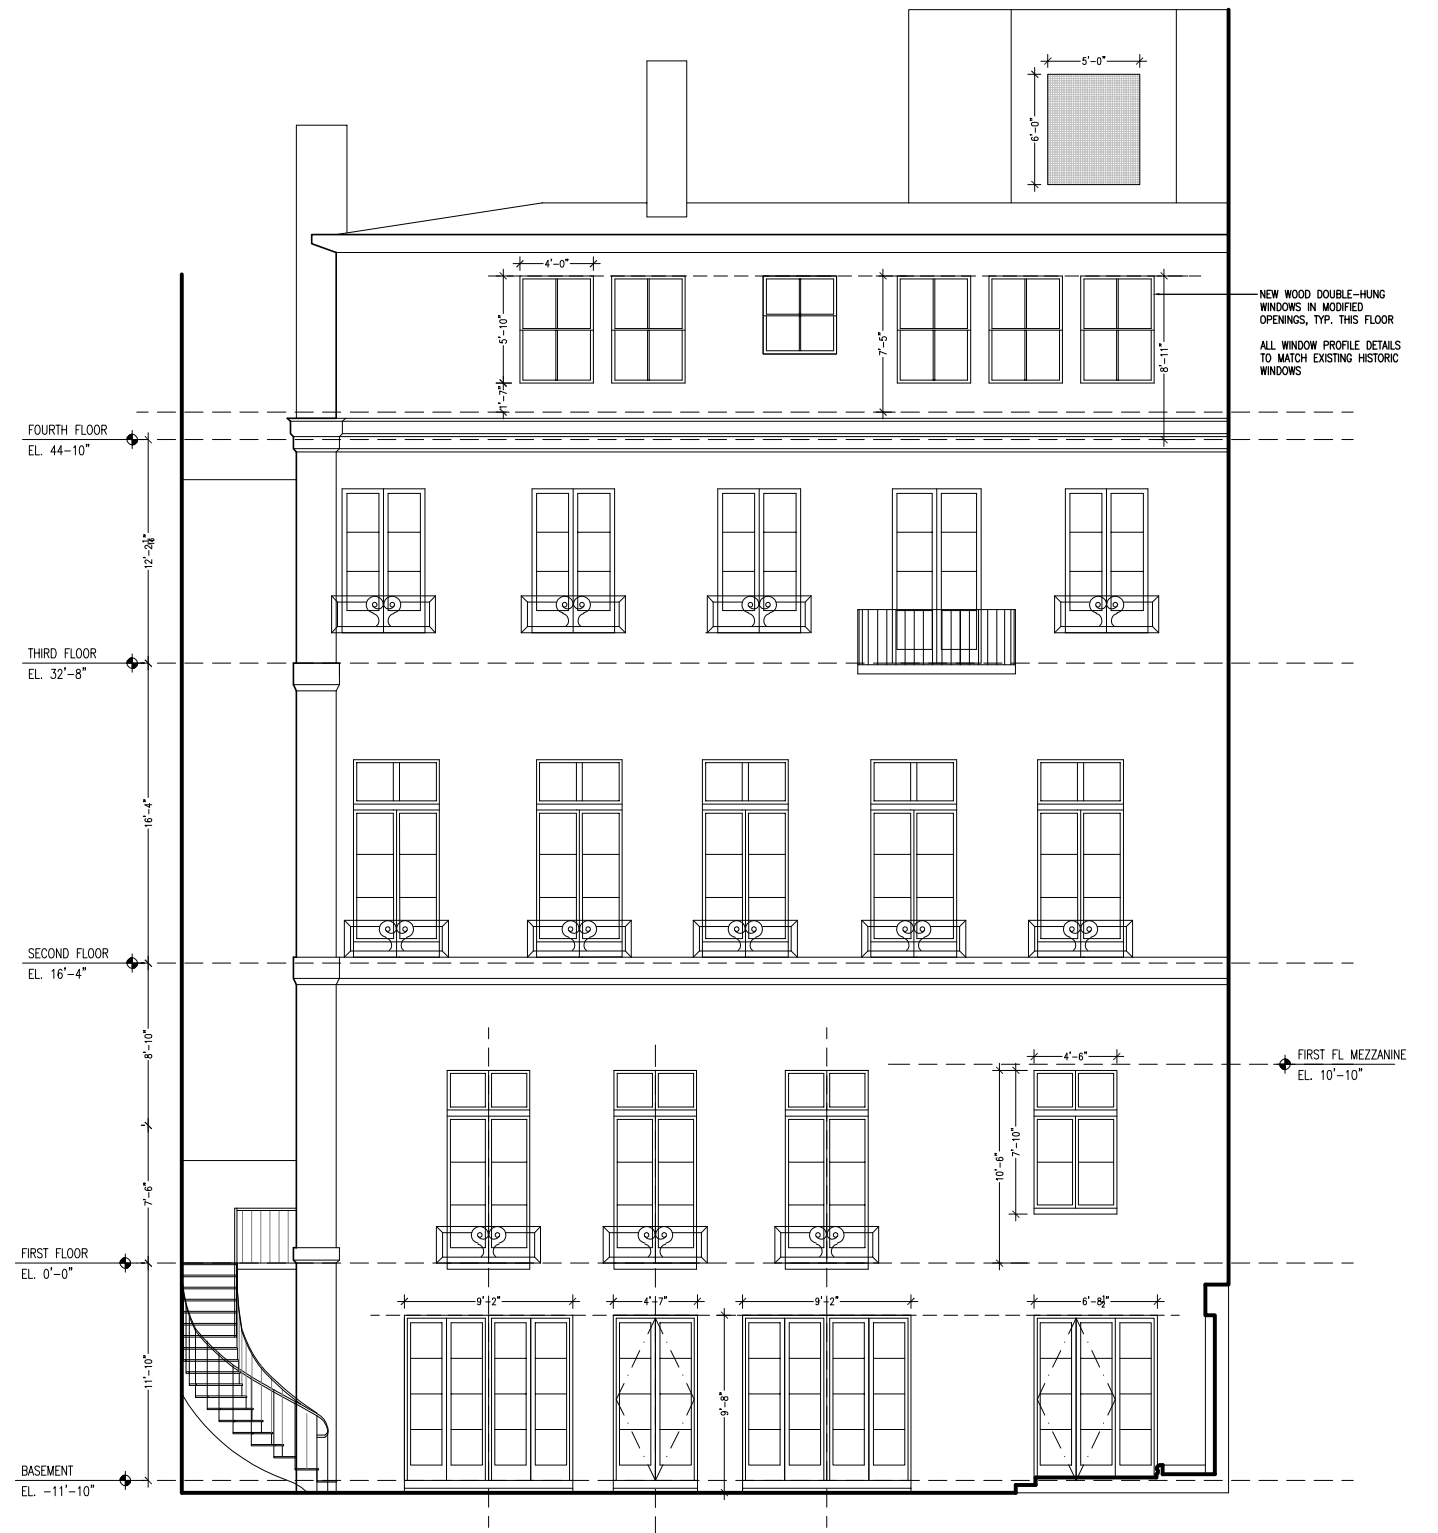 5'-0"
6'-0"
4'-0"
5'-10"
1'-7"
7'-5"
8'-11"
NEW WOOD DOUBLE-HUNG
WINDOWS IN MODIFIED
OPENINGS, TYP. THIS FLOOR
ALL WINDOW PROFILE DETAILS
TO MATCH EXISTING HISTORIC
WINDOWS
FOURTH FLOOR
EL. 44-10"
THIRD FLOOR
EL. 32'-8"
16'-4"
SECOND FLOOR
EL. 16'-4"
8'-10"
FIRST FL MEZZANINE
EL. 10'-10"
4'-6"
7'-10"
10'-6"
7'-6"
FIRST FLOOR
EL. 0'-0"
9'-2"
4'-7"
9'-2"
6'-8½"
11'-10"
9'-8"
BASEMENT
EL. -11'-10"